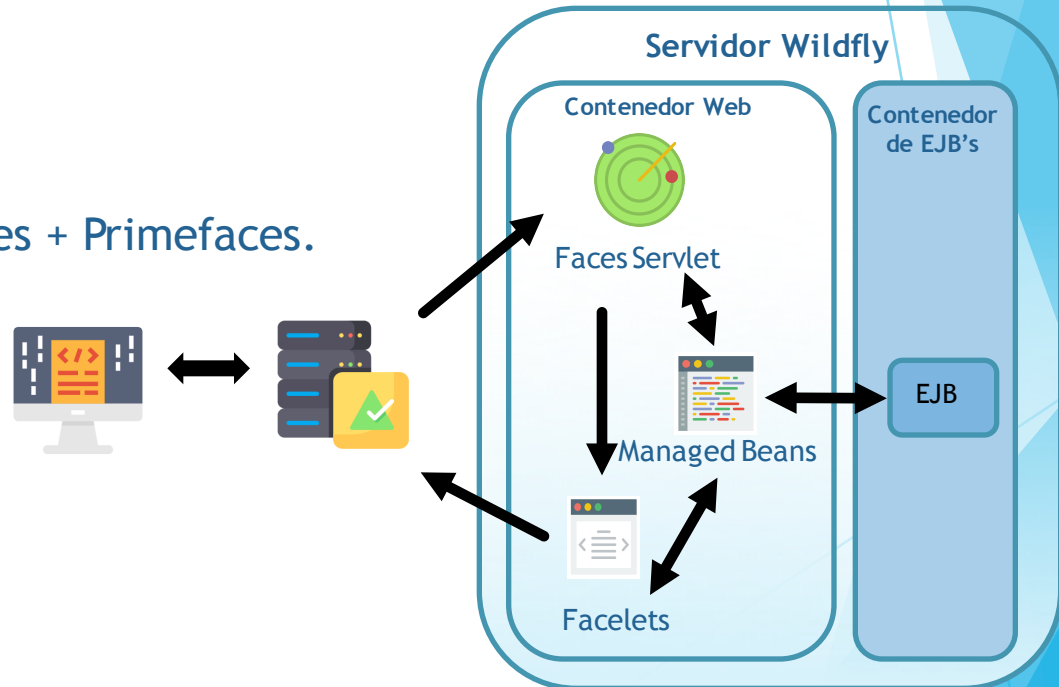 Servidor Wildfly
Contenedor Web
Contenedor
de EJB’s
es + Primefaces.
Faces Servlet
EJB
Managed Beans
Facelets